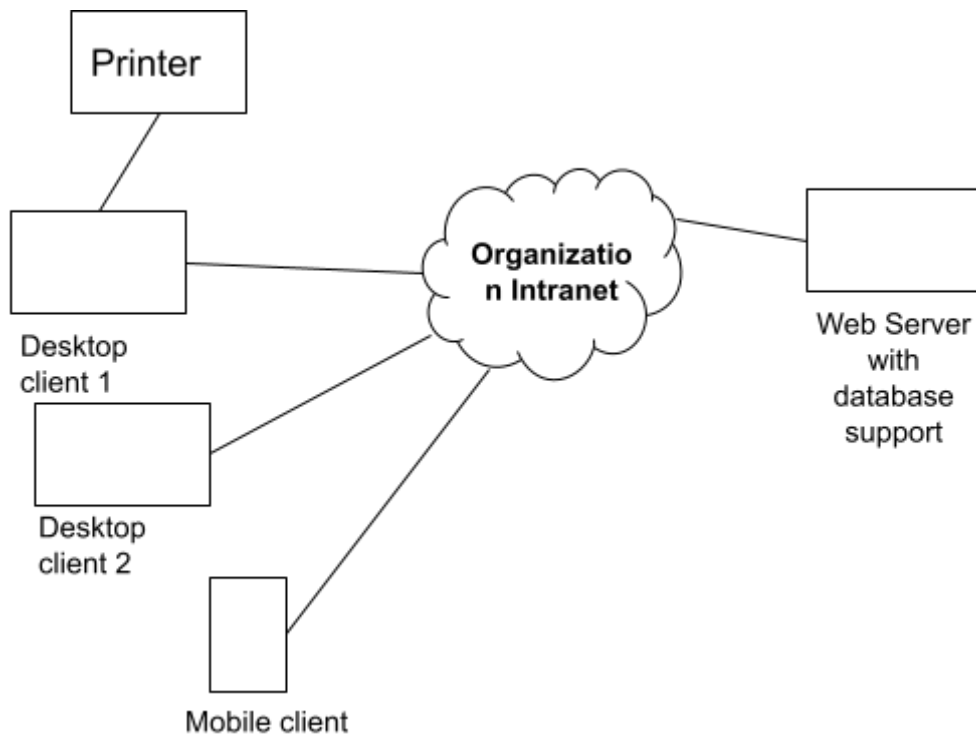 Printer
Organizatio
n Intranet
Desktop
client 1
Web Server
with
database
support
Desktop
client 2
Mobile client